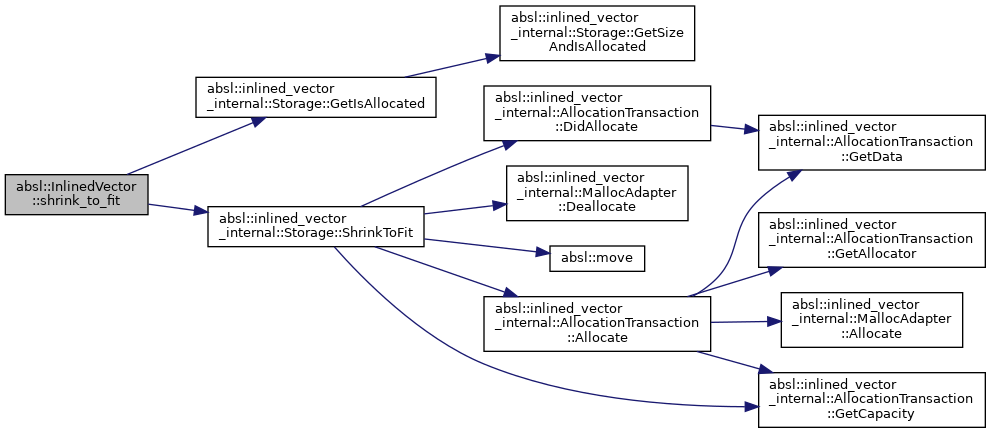 absl::InlinedVector
::shrink_to_fit
absl::inlined_vector
_internal::Storage::GetIsAllocated
absl::inlined_vector
_internal::Storage::GetSize
AndIsAllocated
absl::inlined_vector
_internal::Storage::ShrinkToFit
absl::inlined_vector
_internal::AllocationTransaction
::DidAllocate
absl::inlined_vector
_internal::MallocAdapter
::Deallocate
absl::move
absl::inlined_vector
_internal::AllocationTransaction
::Allocate
absl::inlined_vector
_internal::AllocationTransaction
::GetData
absl::inlined_vector
_internal::AllocationTransaction
::GetAllocator
absl::inlined_vector
_internal::MallocAdapter
::Allocate
absl::inlined_vector
_internal::AllocationTransaction
::GetCapacity